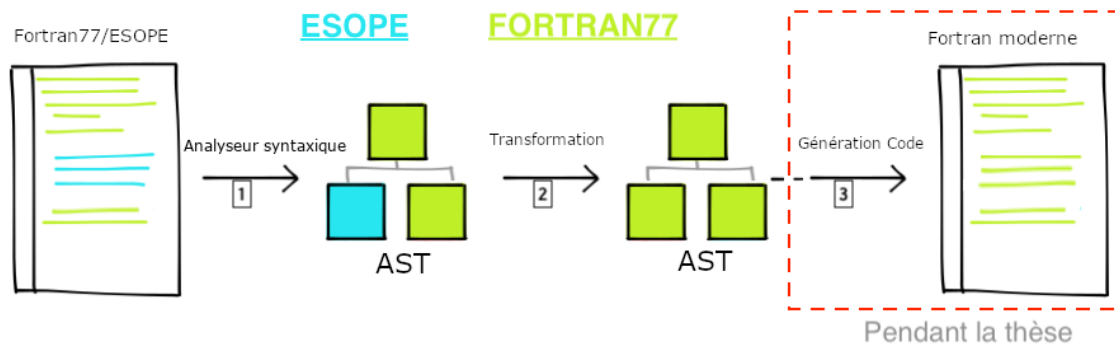 ESOPE FORTRAN77
Fortran77/ESOPE
Fortran moderne
Analyseur syntaxique
Transformation
Génération Code
1
2
3
AST
AST
Pendant la thèse